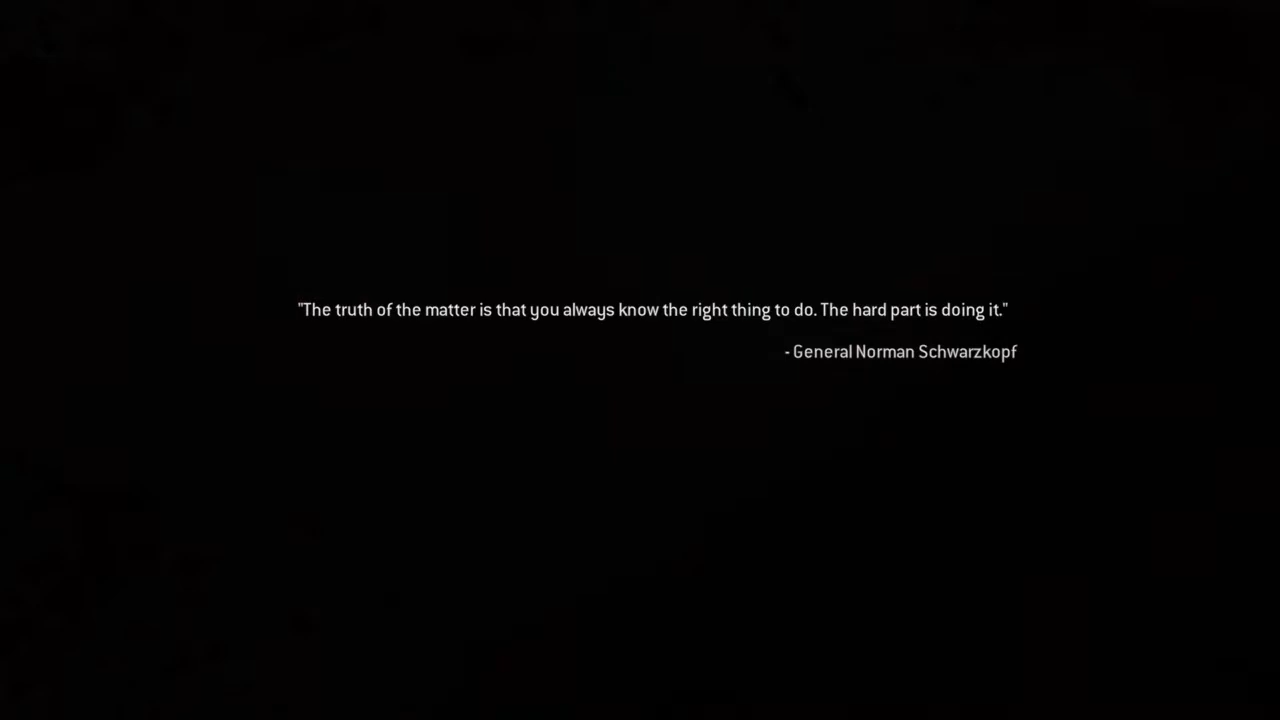 "The truth of the matter is that you always know the right thing to do. The hard part is doing it."
- General Norman Schwarzkopf